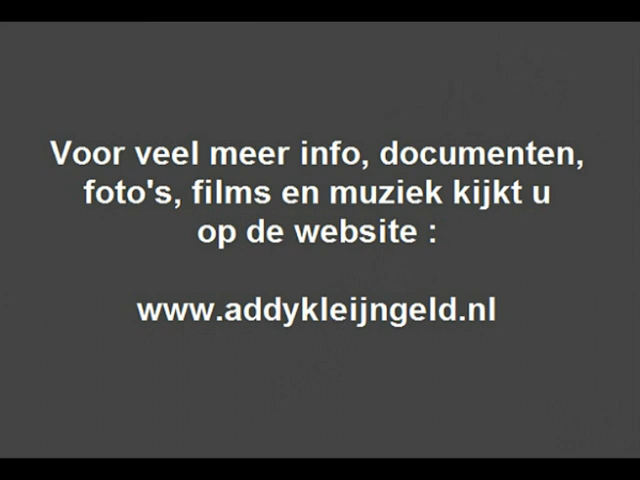 Voor veel meer info, documenten,
foto's, films en muziek kijkt u
op de website :
www.addykleijngeld.nl